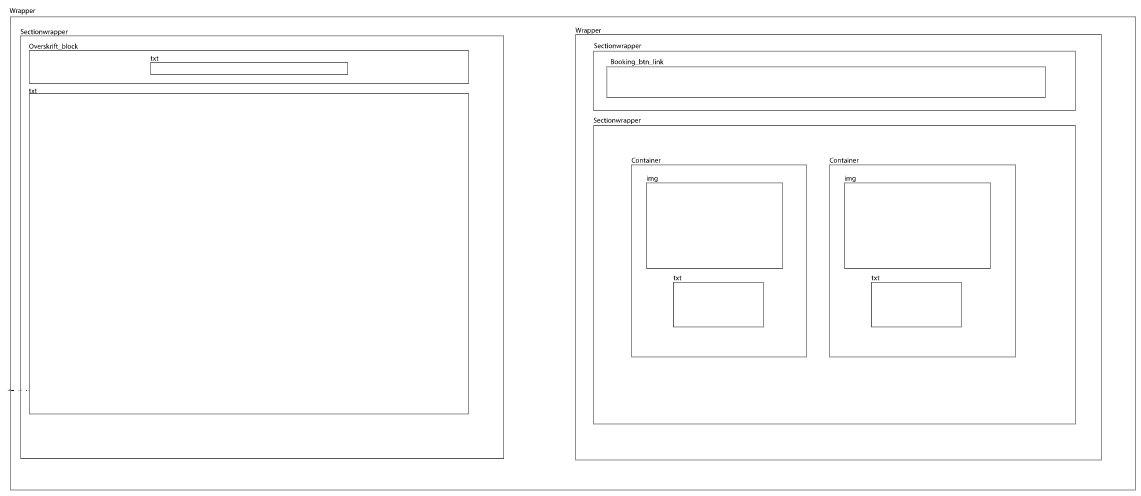 Wrapper
Sectionwrapper
Overskrift_block
txt
txt
Wrapper
Sectionwrapper
Booking_btn_link
Sectionwrapper
Container
img
txt
Container
img
txt